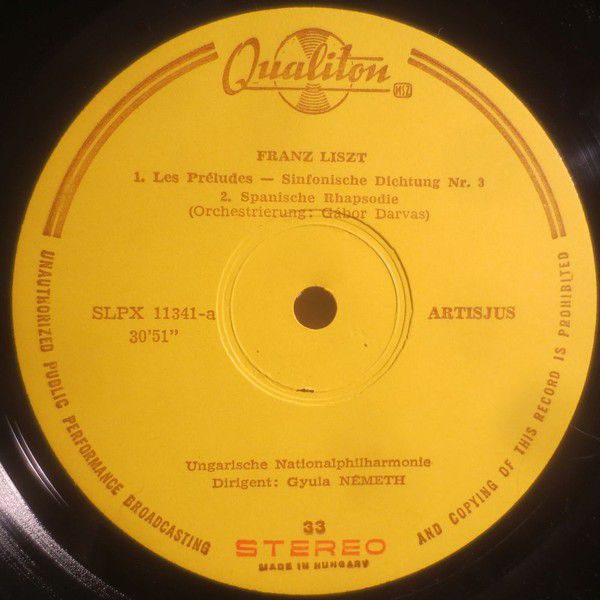 Qualiton
MSZ
FRANZ LISZT
1. Les Préludes — Sinfonische Dichtung Nr. 3
2. Spanische Rhapsodie
(Orchestrierung: Gábor Darvas)
SLPX 11341-a
30'51"
ARTISJUS
Ungarische Nationalphilharmonie
Dirigent: Gyula NÉMETH
33
STEREO
MADE IN HUNGARY
UNAUTHORIZED PUBLIC PERFORMANCE BROADCASTING AND COPYING OF THIS RECORD IS PROHIBITED